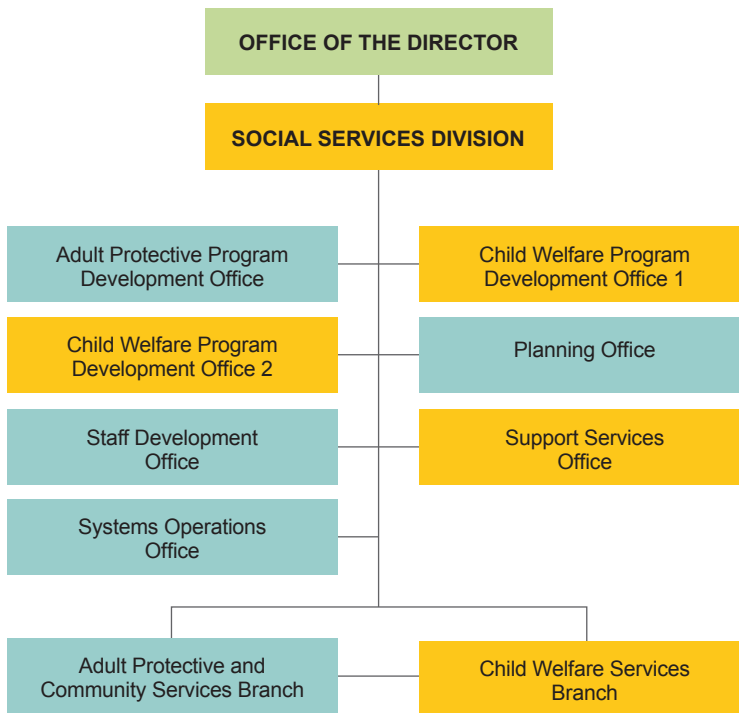 OFFICE OF THE DIRECTOR
SOCIAL SERVICES DIVISION
Adult Protective Program
Development Office
Child Welfare Program
Development Office 1
Child Welfare Program
Development Office 2
Planning Office
Staff Development
Office
Support Services
Office
Systems Operations
Office
Adult Protective and
Community Services Branch
Child Welfare Services
Branch